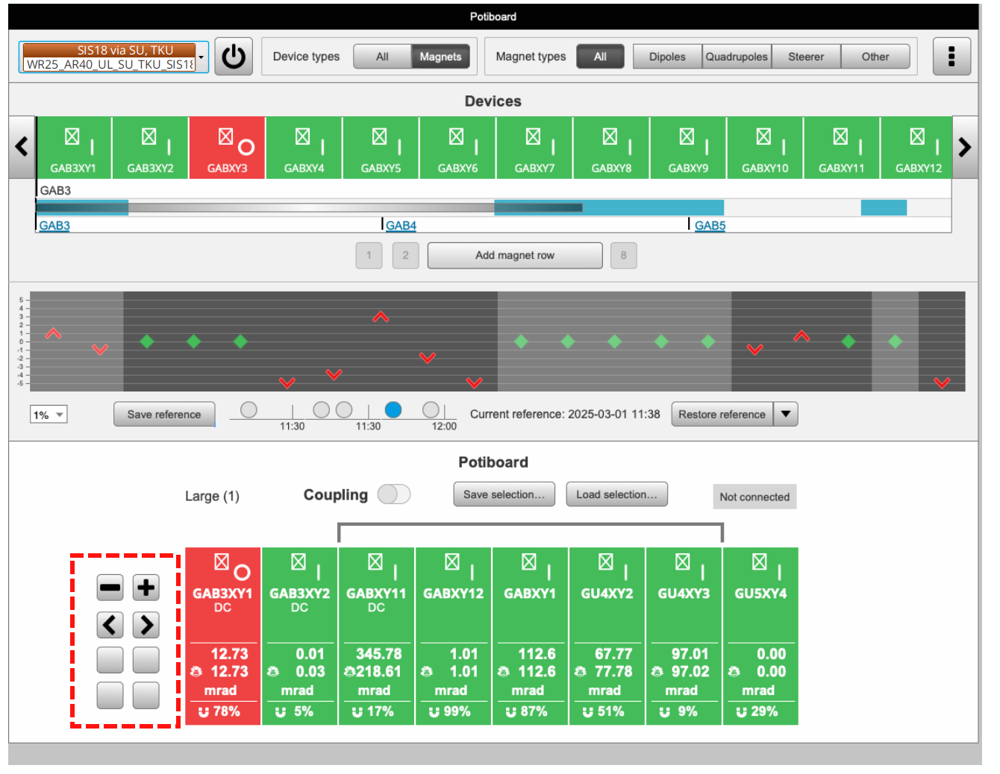 Potiboard
SIS18 via SU, TKU
WR25_AR40_UL_SU_TKU_SIS18
Device types All Magnets Magnet types All Dipoles Quadrupoles Steerer Other
Devices
GAB3XY1 GAB3XY2 GABXY3 GABXY4 GABXY5 GABXY6 GABXY7 GABXY8 GABXY9 GABXY10 GABXY11 GABXY12
GAB3
GAB3 GAB4 GAB5
1 2 Add magnet row 8
5
4
3
2
1
0
-1
-2
-3
-4
-5
1% Save reference 11:30 11:30 12:00 Current reference: 2025-03-01 11:38 Restore reference
Potiboard
Large (1) Coupling Save selection... Load selection... Not connected
GAB3XY1 GAB3XY2 GABXY11 GABXY12 GABXY1 GU4XY2 GU4XY3 GU5XY4
DC DC DC
12.73 0.01 345.78 1.01 112.6 67.77 97.01 0.00
12.73 0.03 218.61 1.01 112.6 77.78 97.02 0.00
mrad mrad mrad mrad mrad mrad mrad mrad
78% 5% 17% 99% 87% 51% 9% 29%